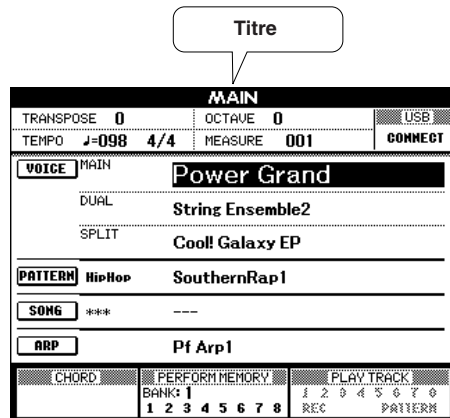 Titre
MAIN
TRANSPOSE 0 OCTAVE 0 USB
TEMPO ♩=098 4/4 MEASURE 001 CONNECT
VOICE MAIN Power Grand
DUAL String Ensemble2
SPLIT Cool! Galaxy EP
PATTERN HipHop SouthernRap1
SONG *** ---
ARP Pf Arp1
CHORD PERFORM MEMORY PLAY TRACK
BANK: 1 1 2 3 4 5 6 7 8
1 2 3 4 5 6 7 8 REC PATTERN